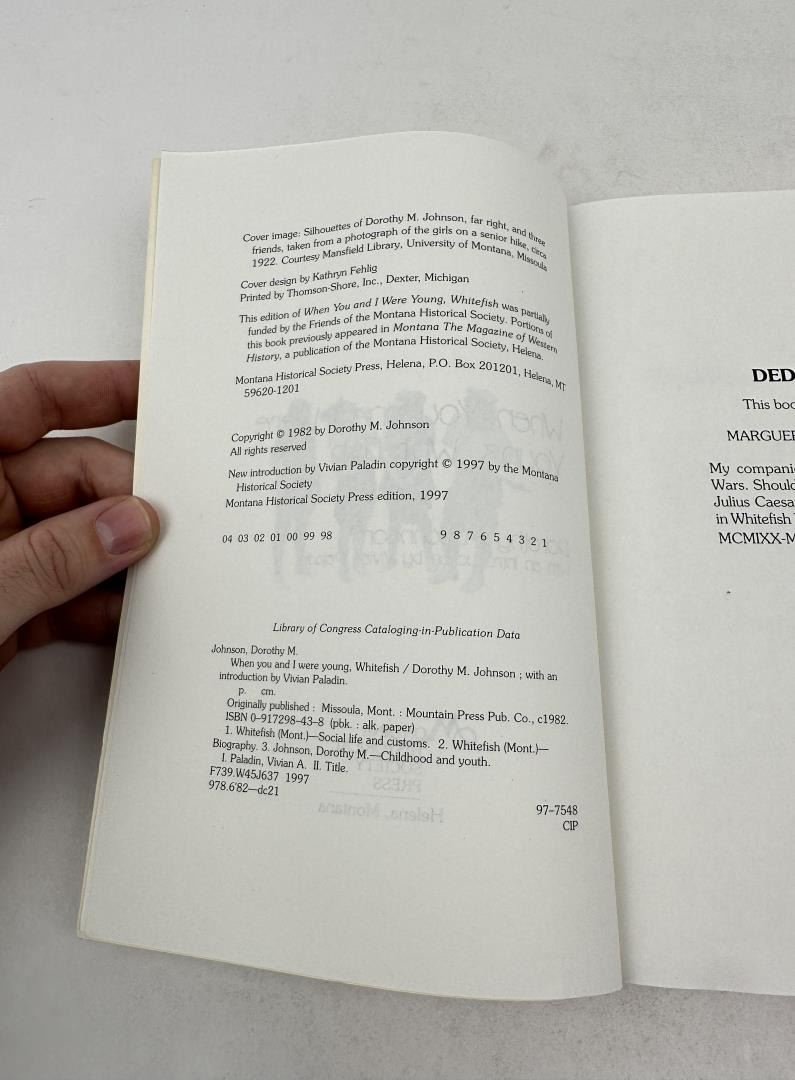 Cover image: Silhouettes of Dorothy M. Johnson, far right, and three
friends, taken from a photograph of the girls on a senior hike, circa
1922. Courtesy Mansfield Library, University of Montana, Missoula
Cover design by Kathryn Fehlig
Printed by Thomson-Shore, Inc., Dexter, Michigan
This edition of When You and I Were Young, Whitefish was partially
funded by the Friends of the Montana Historical Society. Portions of
this book previously appeared in Montana The Magazine of Western
History, a publication of the Montana Historical Society, Helena.
Montana Historical Society Press, Helena, P.O. Box 201201, Helena, MT
59620-1201
Copyright © 1982 by Dorothy M. Johnson
All rights reserved
New introduction by Vivian Paladin copyright © 1997 by the Montana
Historical Society
Montana Historical Society Press edition, 1997
04 03 02 01 00 99 98 9 8 7 6 5 4 3 2 1
Library of Congress Cataloging-in-Publication Data
Johnson, Dorothy M.
When you and I were young, Whitefish / Dorothy M. Johnson ; with an
introduction by Vivian Paladin.
p. cm.
Originally published : Missoula, Mont. : Mountain Press Pub. Co., c1982.
ISBN 0-917298-43-8 (pbk. : alk. paper)
1. Whitefish (Mont.)—Social life and customs. 2. Whitefish (Mont.)—
Biography. 3. Johnson, Dorothy M.—Childhood and youth.
I. Paladin, Vivian A. II. Title.
F739.W45J637 1997
978.6'82—dc21
97-7548
CIP
DED
This boo
MARGUER
My compani
Wars. Should
Julius Caesa
in Whitefish
MCMIXX-M